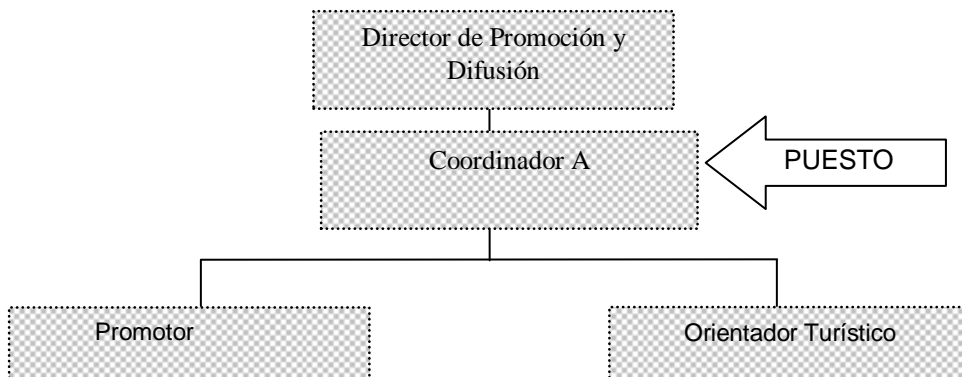 Director de Promoción y
Difusión
Coordinador A
PUESTO
Promotor
Orientador Turístico